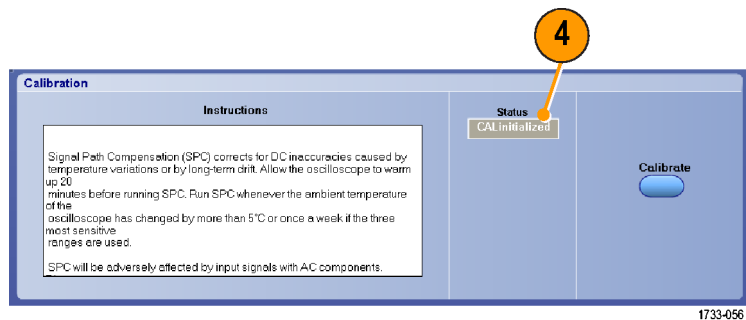 4
Calibration
Instructions
Status
CALinitialized
Signal Path Compensation (SPC) corrects for DC inaccuracies caused by
temperature variations or by long-term drift. Allow the oscilloscope to warm
up 20
minutes before running SPC. Run SPC whenever the ambient temperature
of the
oscilloscope has changed by more than 5°C or once a week if the three
most sensitive
ranges are used.
SPC will be adversely affected by input signals with AC components.
Calibrate
1733-056